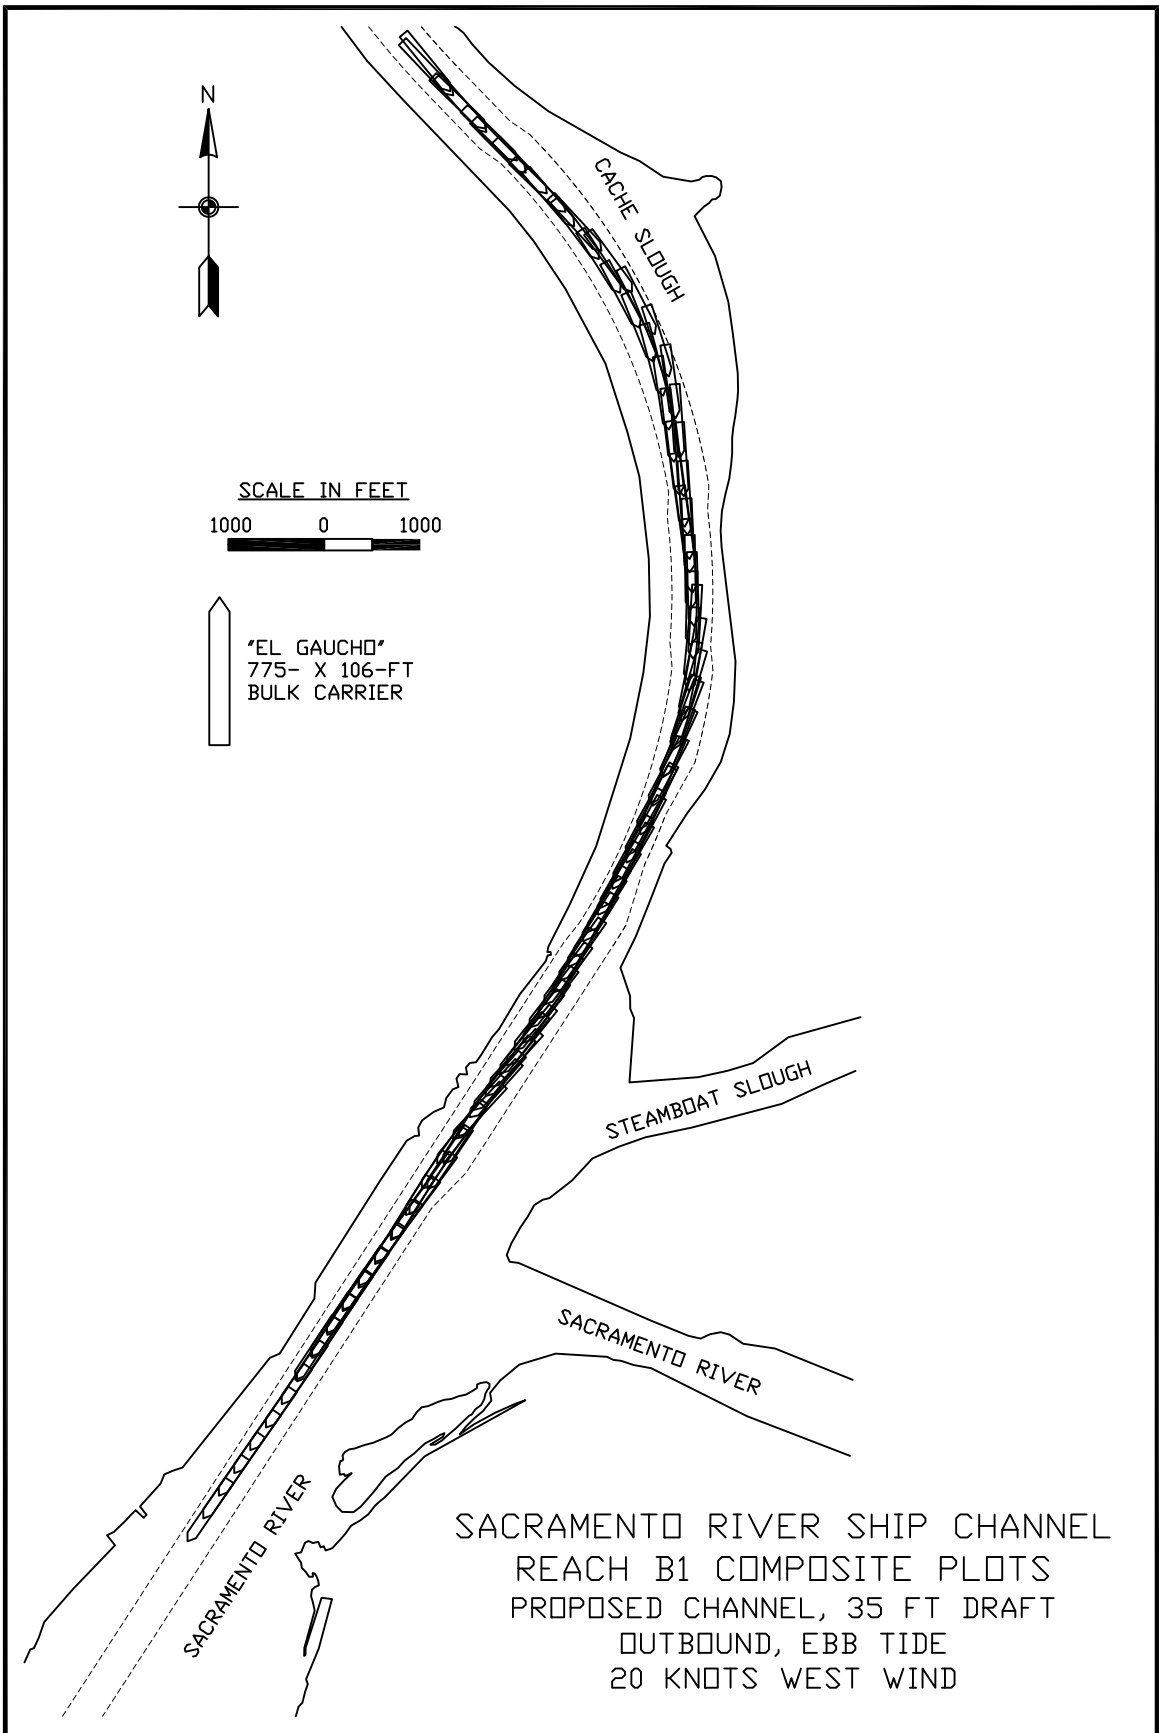 N
CACHE SLOUGH
SCALE IN FEET
1000 0 1000
"EL GAUCHO"
775- X 106-FT
BULK CARRIER
STEAMBOAT SLOUGH
SACRAMENTO RIVER
SACRAMENTO RIVER
SACRAMENTO RIVER SHIP CHANNEL
REACH B1 COMPOSITE PLOTS
PROPOSED CHANNEL, 35 FT DRAFT
OUTBOUND, EBB TIDE
20 KNOTS WEST WIND